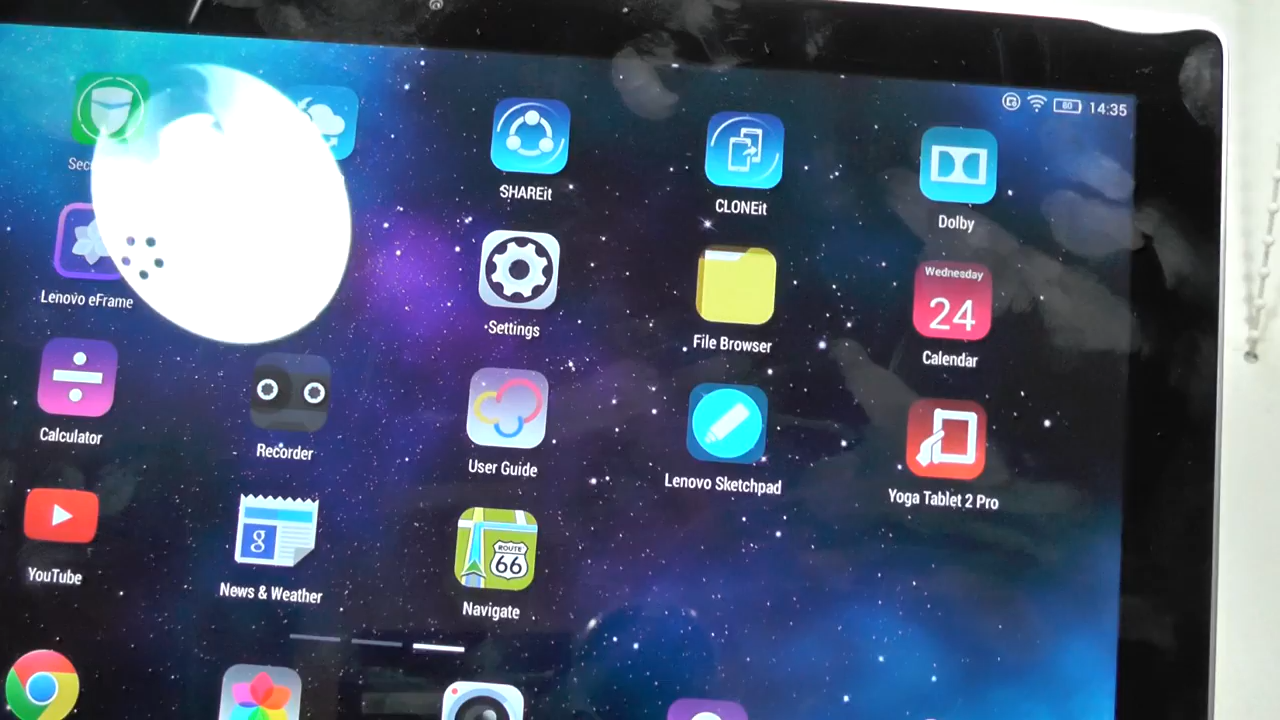 80 14:35
SHAREit
CLONEit
Dolby
Lenovo eFrame
Settings
File Browser
Wednesday
24
Calendar
Calculator
Recorder
User Guide
Lenovo Sketchpad
Yoga Tablet 2 Pro
YouTube
g
News & Weather
ROUTE
66
Navigate